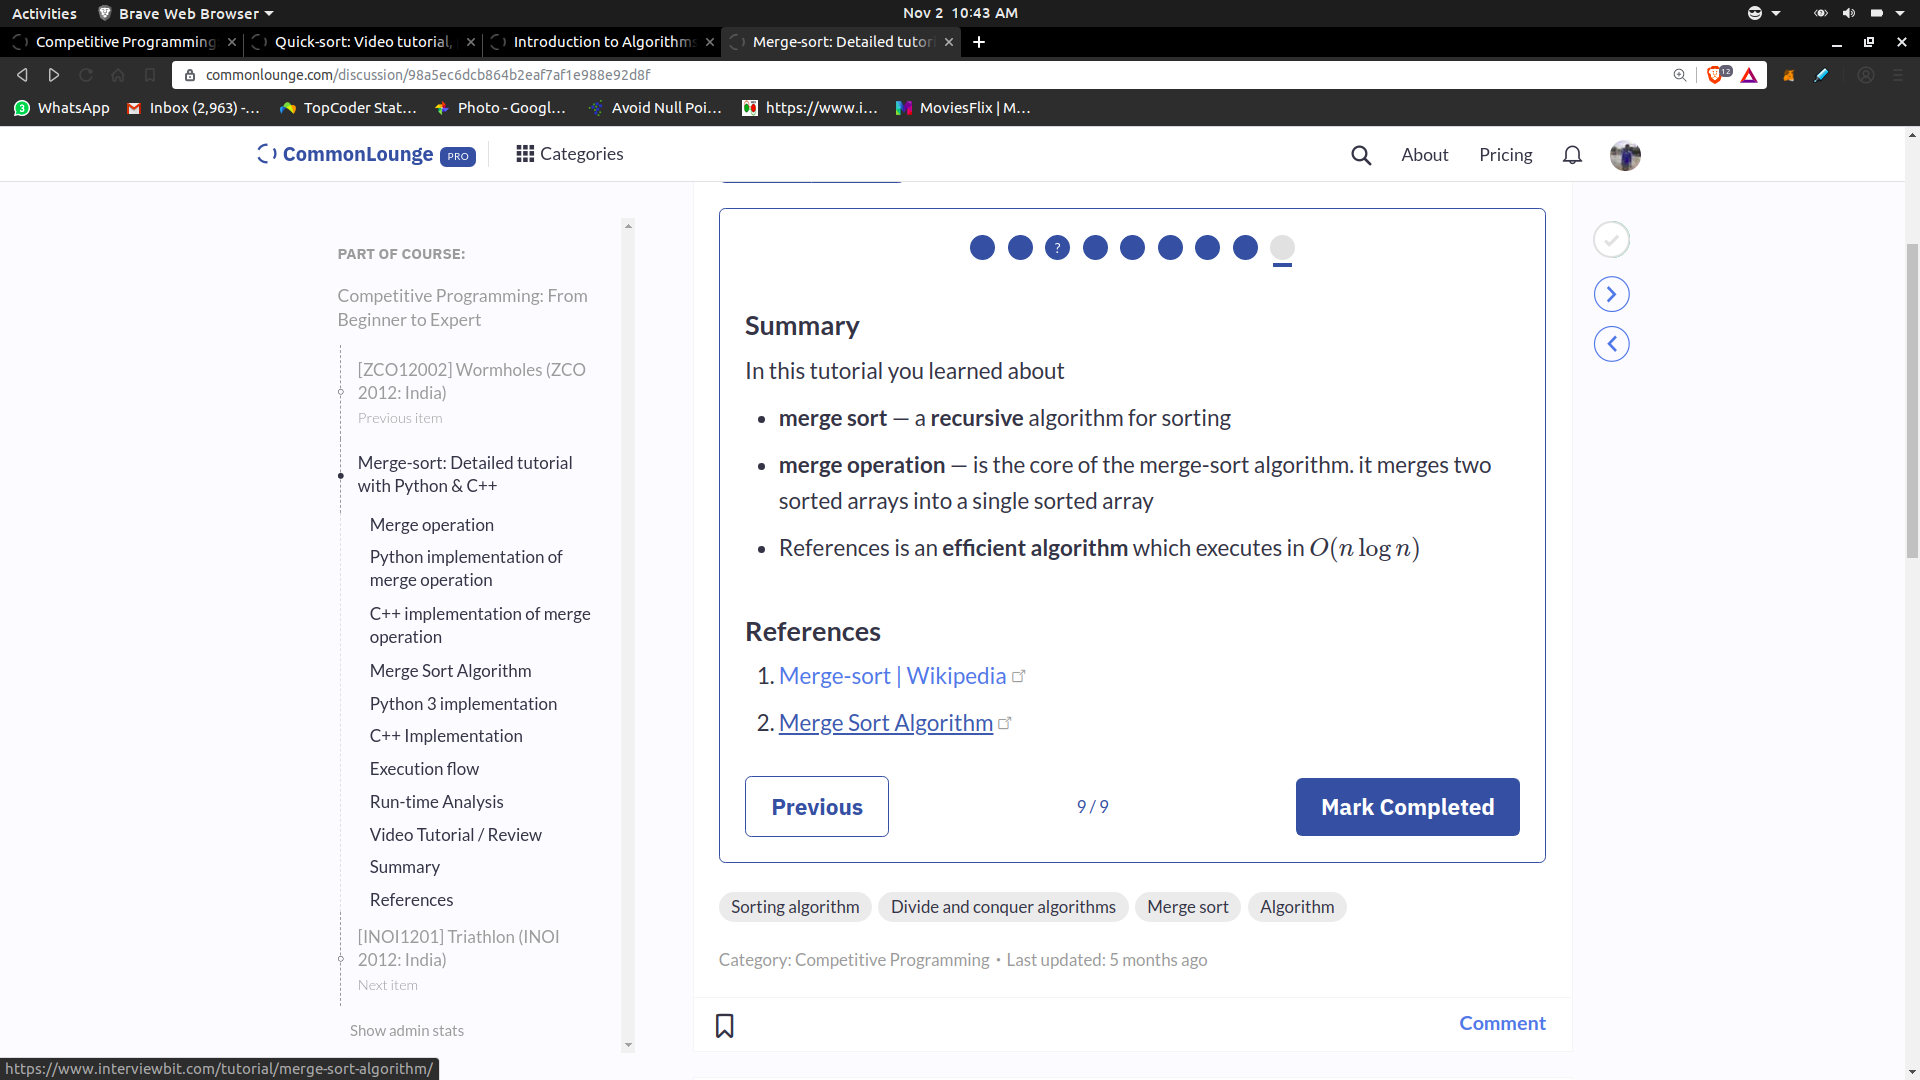 Activities
Brave Web Browser
Nov 2 10:43 AM
Competitive Programming
Quick-sort: Video tutorial,
Introduction to Algorithms
Merge-sort: Detailed tutori
commonlounge.com/discussion/98a5ec6dcb864b2eaf7af1e988e92d8f
12
3
WhatsApp
Inbox (2,963) -...
TopCoder Stat...
Photo - Googl...
Avoid Null Poi...
https://www.i...
MoviesFlix | M...
CommonLounge PRO
Categories
About
Pricing
PART OF COURSE:
Competitive Programming: From
Beginner to Expert
[ZCO12002] Wormholes (ZCO
2012: India)
Previous item
Merge-sort: Detailed tutorial
with Python & C++
Merge operation
Python implementation of
merge operation
C++ implementation of merge
operation
Merge Sort Algorithm
Python 3 implementation
C++ Implementation
Execution flow
Run-time Analysis
Video Tutorial / Review
Summary
References
[INOI1201] Triathlon (INOI
2012: India)
Next item
Show admin stats
?
Summary
In this tutorial you learned about
• merge sort — a recursive algorithm for sorting
• merge operation — is the core of the merge-sort algorithm. it merges two
sorted arrays into a single sorted array
• References is an efficient algorithm which executes in O(n log n)
References
1. Merge-sort | Wikipedia
2. Merge Sort Algorithm
Previous
9 / 9
Mark Completed
Sorting algorithm
Divide and conquer algorithms
Merge sort
Algorithm
Category: Competitive Programming • Last updated: 5 months ago
Comment
https://www.interviewbit.com/tutorial/merge-sort-algorithm/